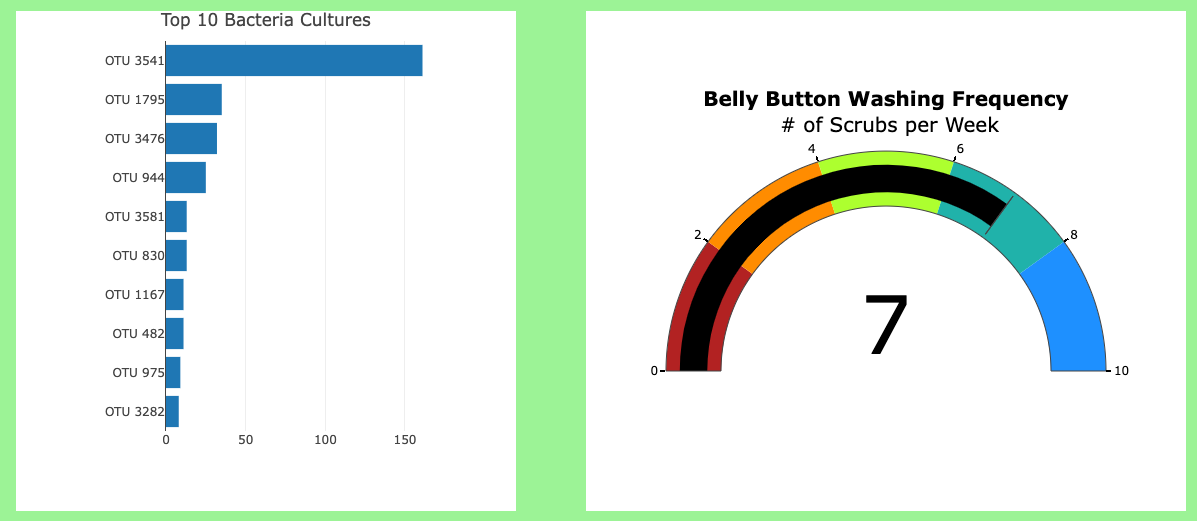 Top 10 Bacteria Cultures
OTU 3541
OTU 1795
OTU 3476
OTU 944
OTU 3581
OTU 830
OTU 1167
OTU 482
OTU 975
OTU 3282
0 50 100 150
Belly Button Washing Frequency
# of Scrubs per Week
4 6
2 8
7
0 10